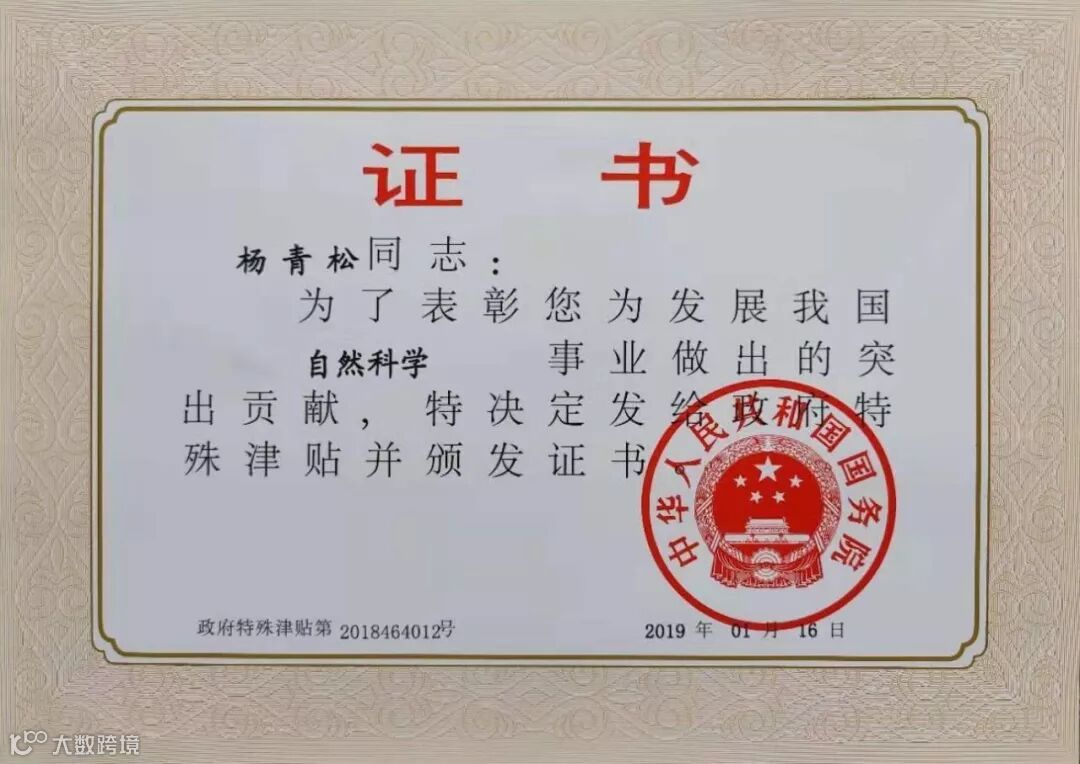 证书
杨青松同志：
为了表彰您为发展我国
自然科学 事业做出的突
出贡献，特决定发给政府特
殊津贴并颁发证书。
中华人民共和国国务院
政府特殊津贴第2018464012号
2019年01月16日
大数跨境